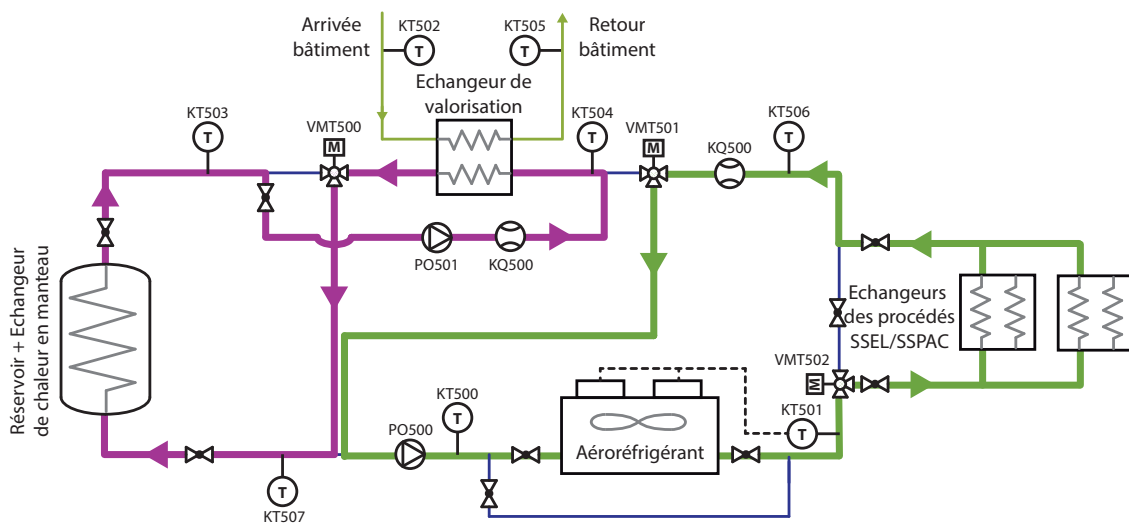 Arrivée
bâtiment
KT502
KT505
Retour
bâtiment
Echangeur de
valorisation
KT503
VMT500
M
KT504
VMT501
M
KQ500
KT506
T
T
T
T
T
PO501
KQ500
Réservoir + Echangeur
de chaleur en manteau
Echangeurs
des procédés
SSEL/SSPAC
VMT502
M
KT500
T
PO500
KT501
T
Aéroréfrigérant
T
KT507